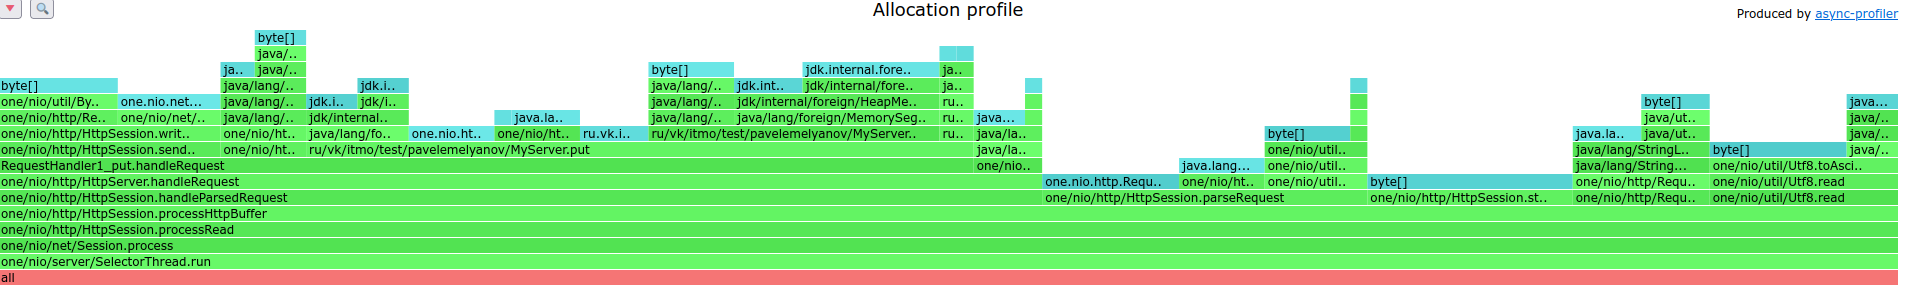 Allocation profile
Produced by async-profiler
byte[]
java/..
ja.. java/.. byte[] jdk.internal.fore.. ja..
byte[] java/lang/.. jdk.i.. java/lang/.. jdk.int.. jdk/internal/fore.. ja..
one/nio/util/By.. one.nio.net... java/lang/.. jdk.i.. jdk/i.. java/lang/.. jdk/internal/foreign/HeapMe.. ru.. byte[] java...
one/nio/http/Re.. one/nio/net/.. java/lang/.. jdk/internal.. java.la.. java/lang/.. java/lang/foreign/MemorySeg.. ru.. java... java/ut.. java/..
one/nio/http/HttpSession.writ.. one/nio/ht.. java/lang/fo.. one.nio.ht.. one/nio/ht.. ru.vk.i.. ru/vk/itmo/test/pavelemelyanov/MyServer.. ru.. java/la.. byte[] java.la.. java/ut.. java/..
one/nio/http/HttpSession.send.. one/nio/ht.. ru/vk/itmo/test/pavelemelyanov/MyServer.put java/la.. one/nio/util.. java/lang/StringL.. byte[] java/..
RequestHandler1_put.handleRequest one/nio.. java.lang... one/nio/util.. java/lang/String.. one/nio/util/Utf8.toAsci..
one/nio/http/HttpServer.handleRequest one.nio.http.Requ.. one/nio/ht.. one/nio/util.. byte[] one/nio/http/Requ.. one/nio/util/Utf8.read
one/nio/http/HttpSession.handleParsedRequest one/nio/http/HttpSession.parseRequest one/nio/http/HttpSession.st.. one/nio/http/Requ.. one/nio/util/Utf8.read
one/nio/http/HttpSession.processHttpBuffer
one/nio/http/HttpSession.processRead
one/nio/net/Session.process
one/nio/server/SelectorThread.run
all